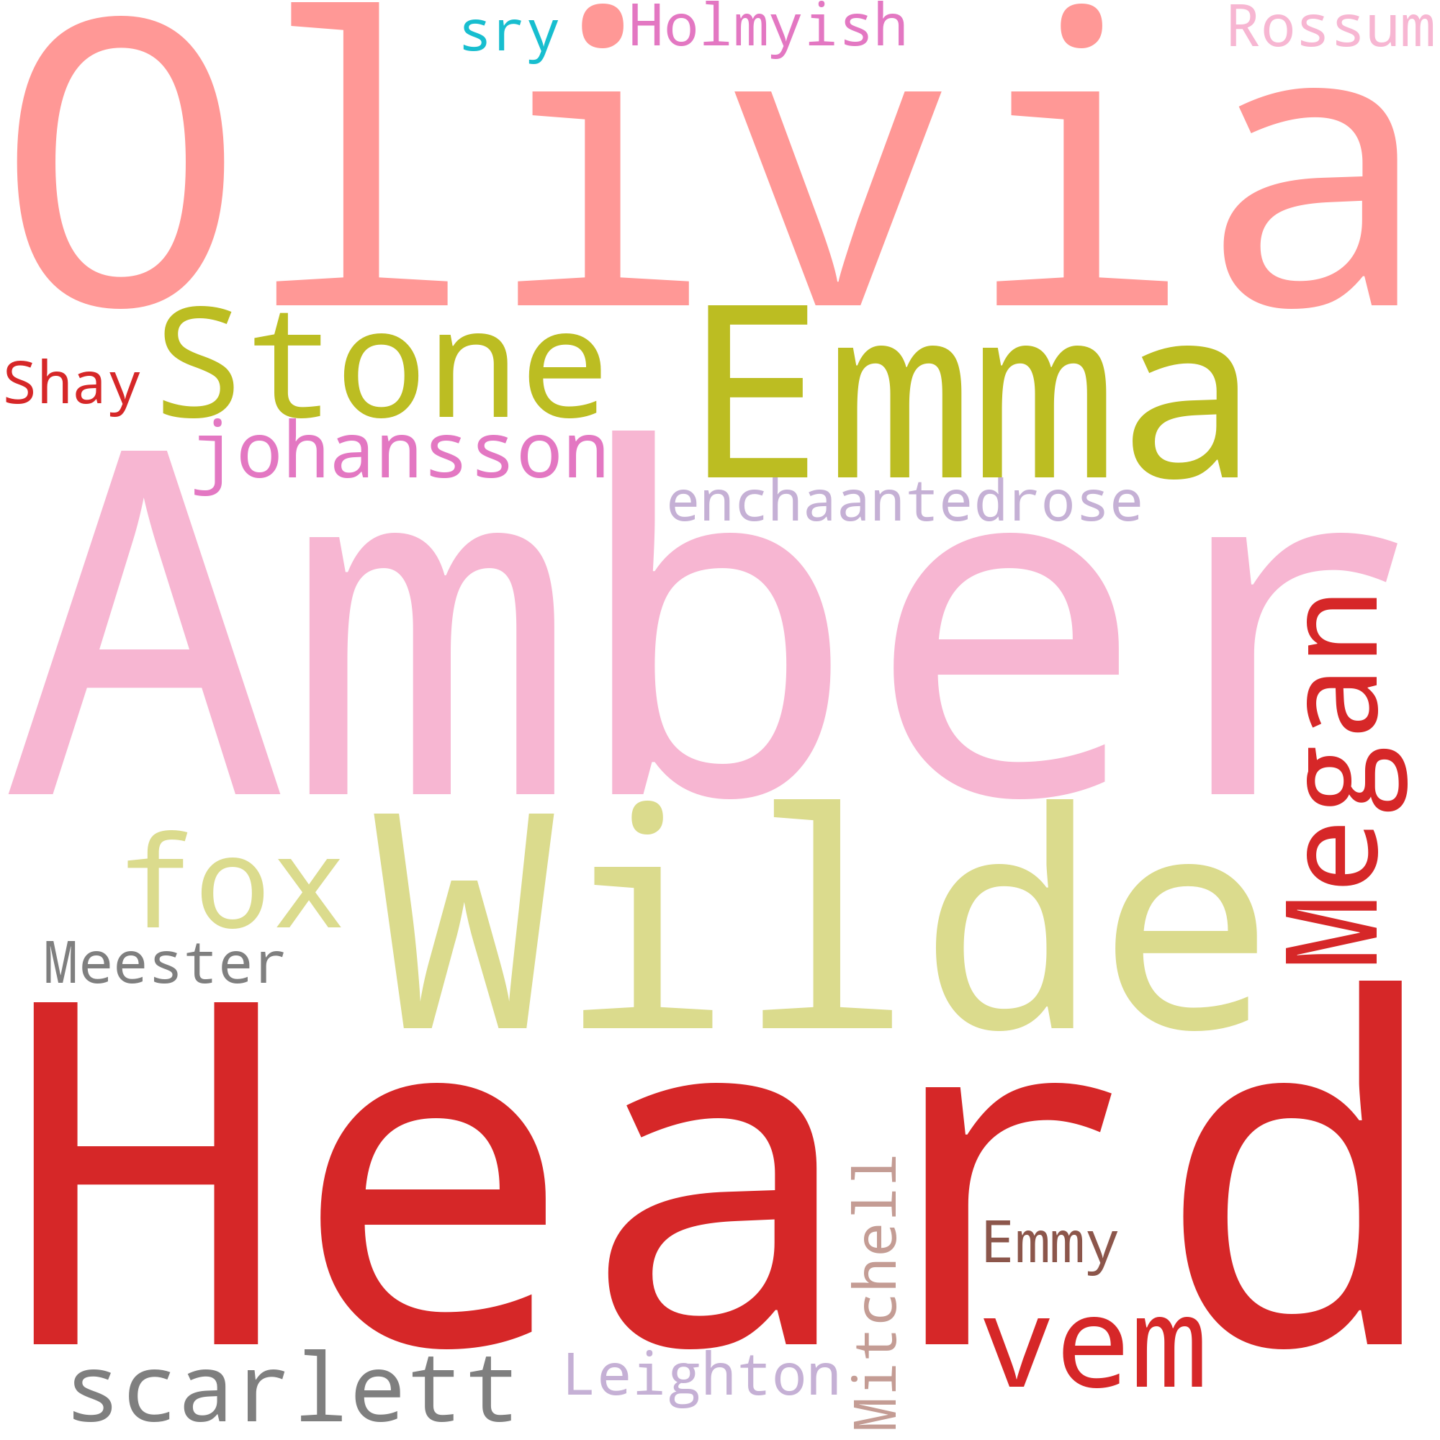 Olivia
sry
Holmyish
Rossum
Stone
Emma
Shay
johansson
enchaantedrose
Amber
Megan
fox
Wilde
Meester
Heard
Mitchell
Emmy
vem
scarlett
Leighton